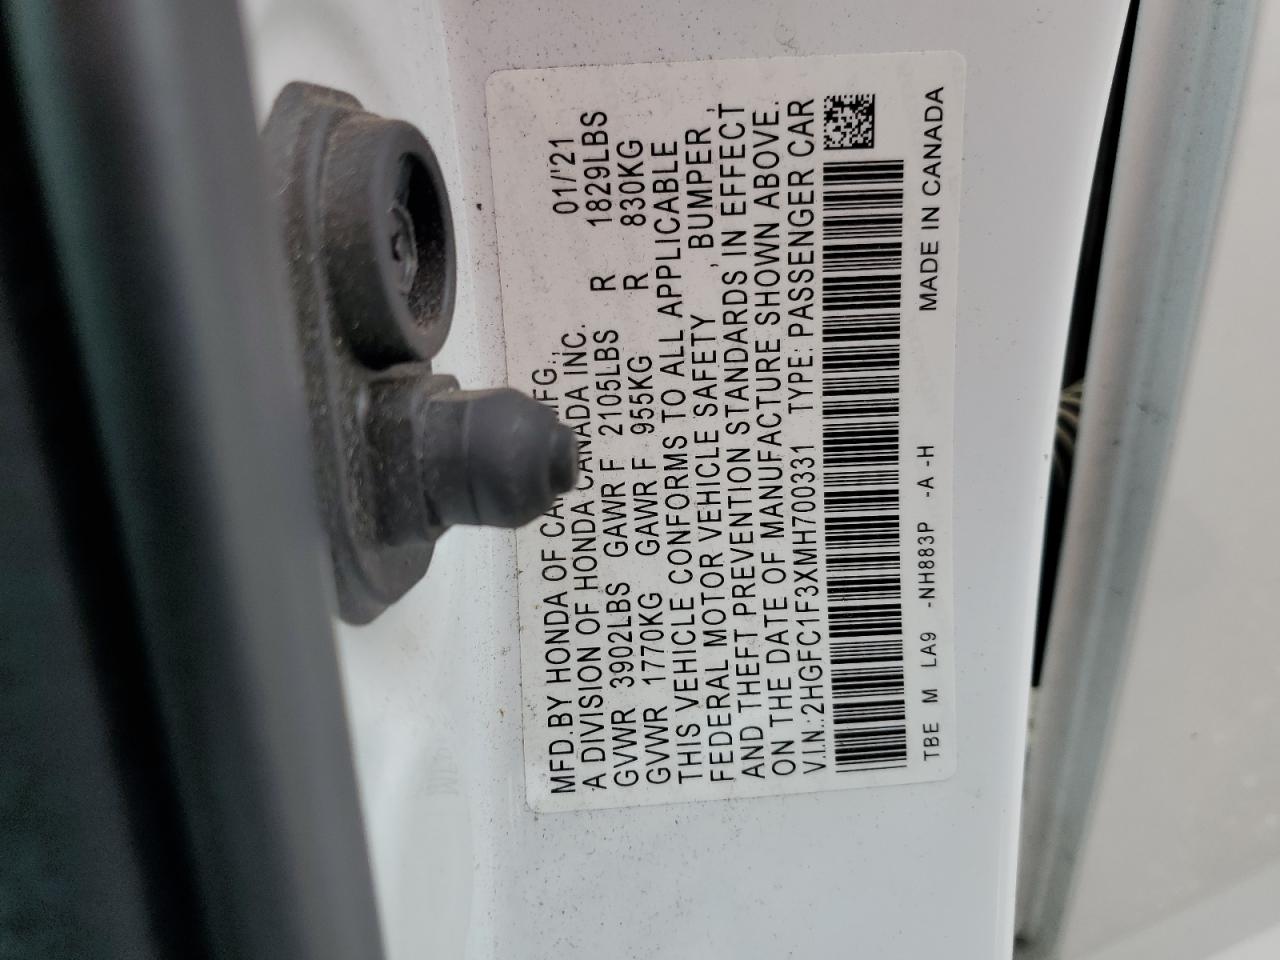 MFD.BY HONDA OF MFG., 01/'21
A DIVISION OF HONDA CANADA INC.
GVWR 3902LBS GAWR F 2105LBS R 1829LBS
GVWR 1770KG GAWR F 955KG R 830KG
THIS VEHICLE CONFORMS TO ALL APPLICABLE
FEDERAL MOTOR VEHICLE SAFETY , BUMPER ,
AND THEFT PREVENTION STANDARDS IN EFFECT
ON THE DATE OF MANUFACTURE SHOWN ABOVE.
V.I.N.: 2HGFC1F3XMH700331 TYPE: PASSENGER CAR
TBE M LA9 -NH883P -A -H MADE IN CANADA